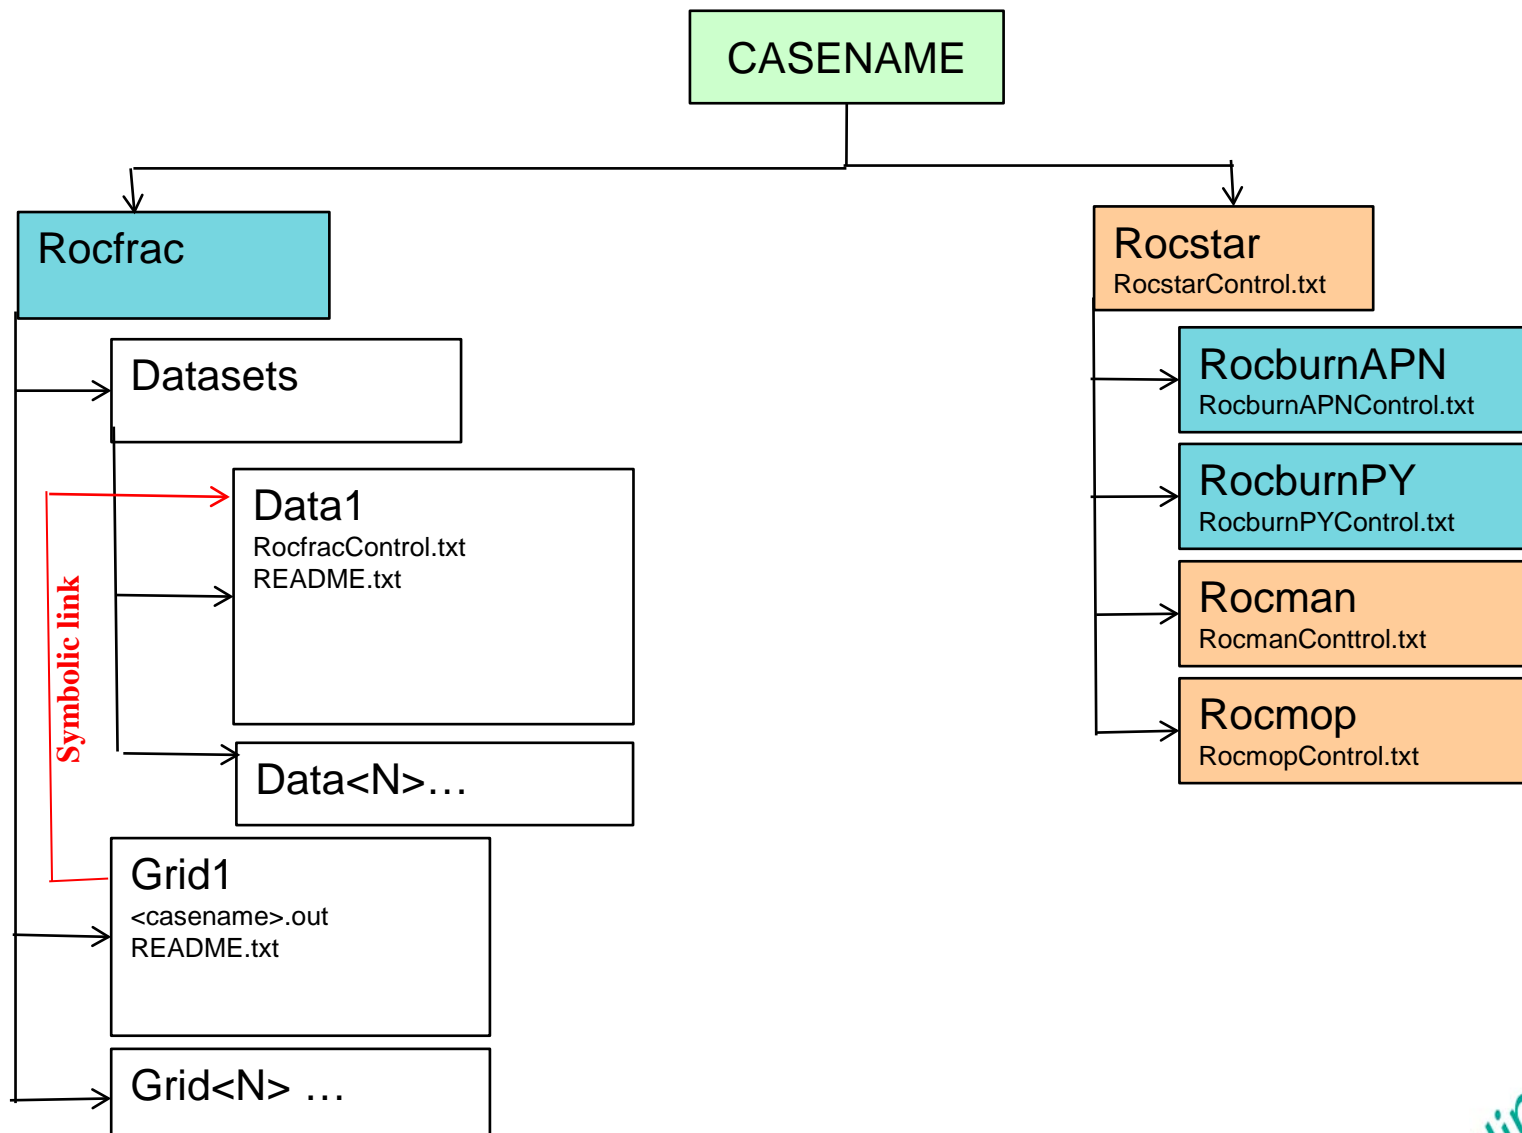 CASENAME
Rocfrac
Datasets
Data1
RocfracControl.txt
README.txt
Data<N>…
Symbolic link
Grid1
<casename>.out
README.txt
Grid<N> …
Rocstar
RocstarControl.txt
RocburnAPN
RocburnAPNControl.txt
RocburnPY
RocburnPYControl.txt
Rocman
RocmanConttrol.txt
Rocmop
RocmopControl.txt